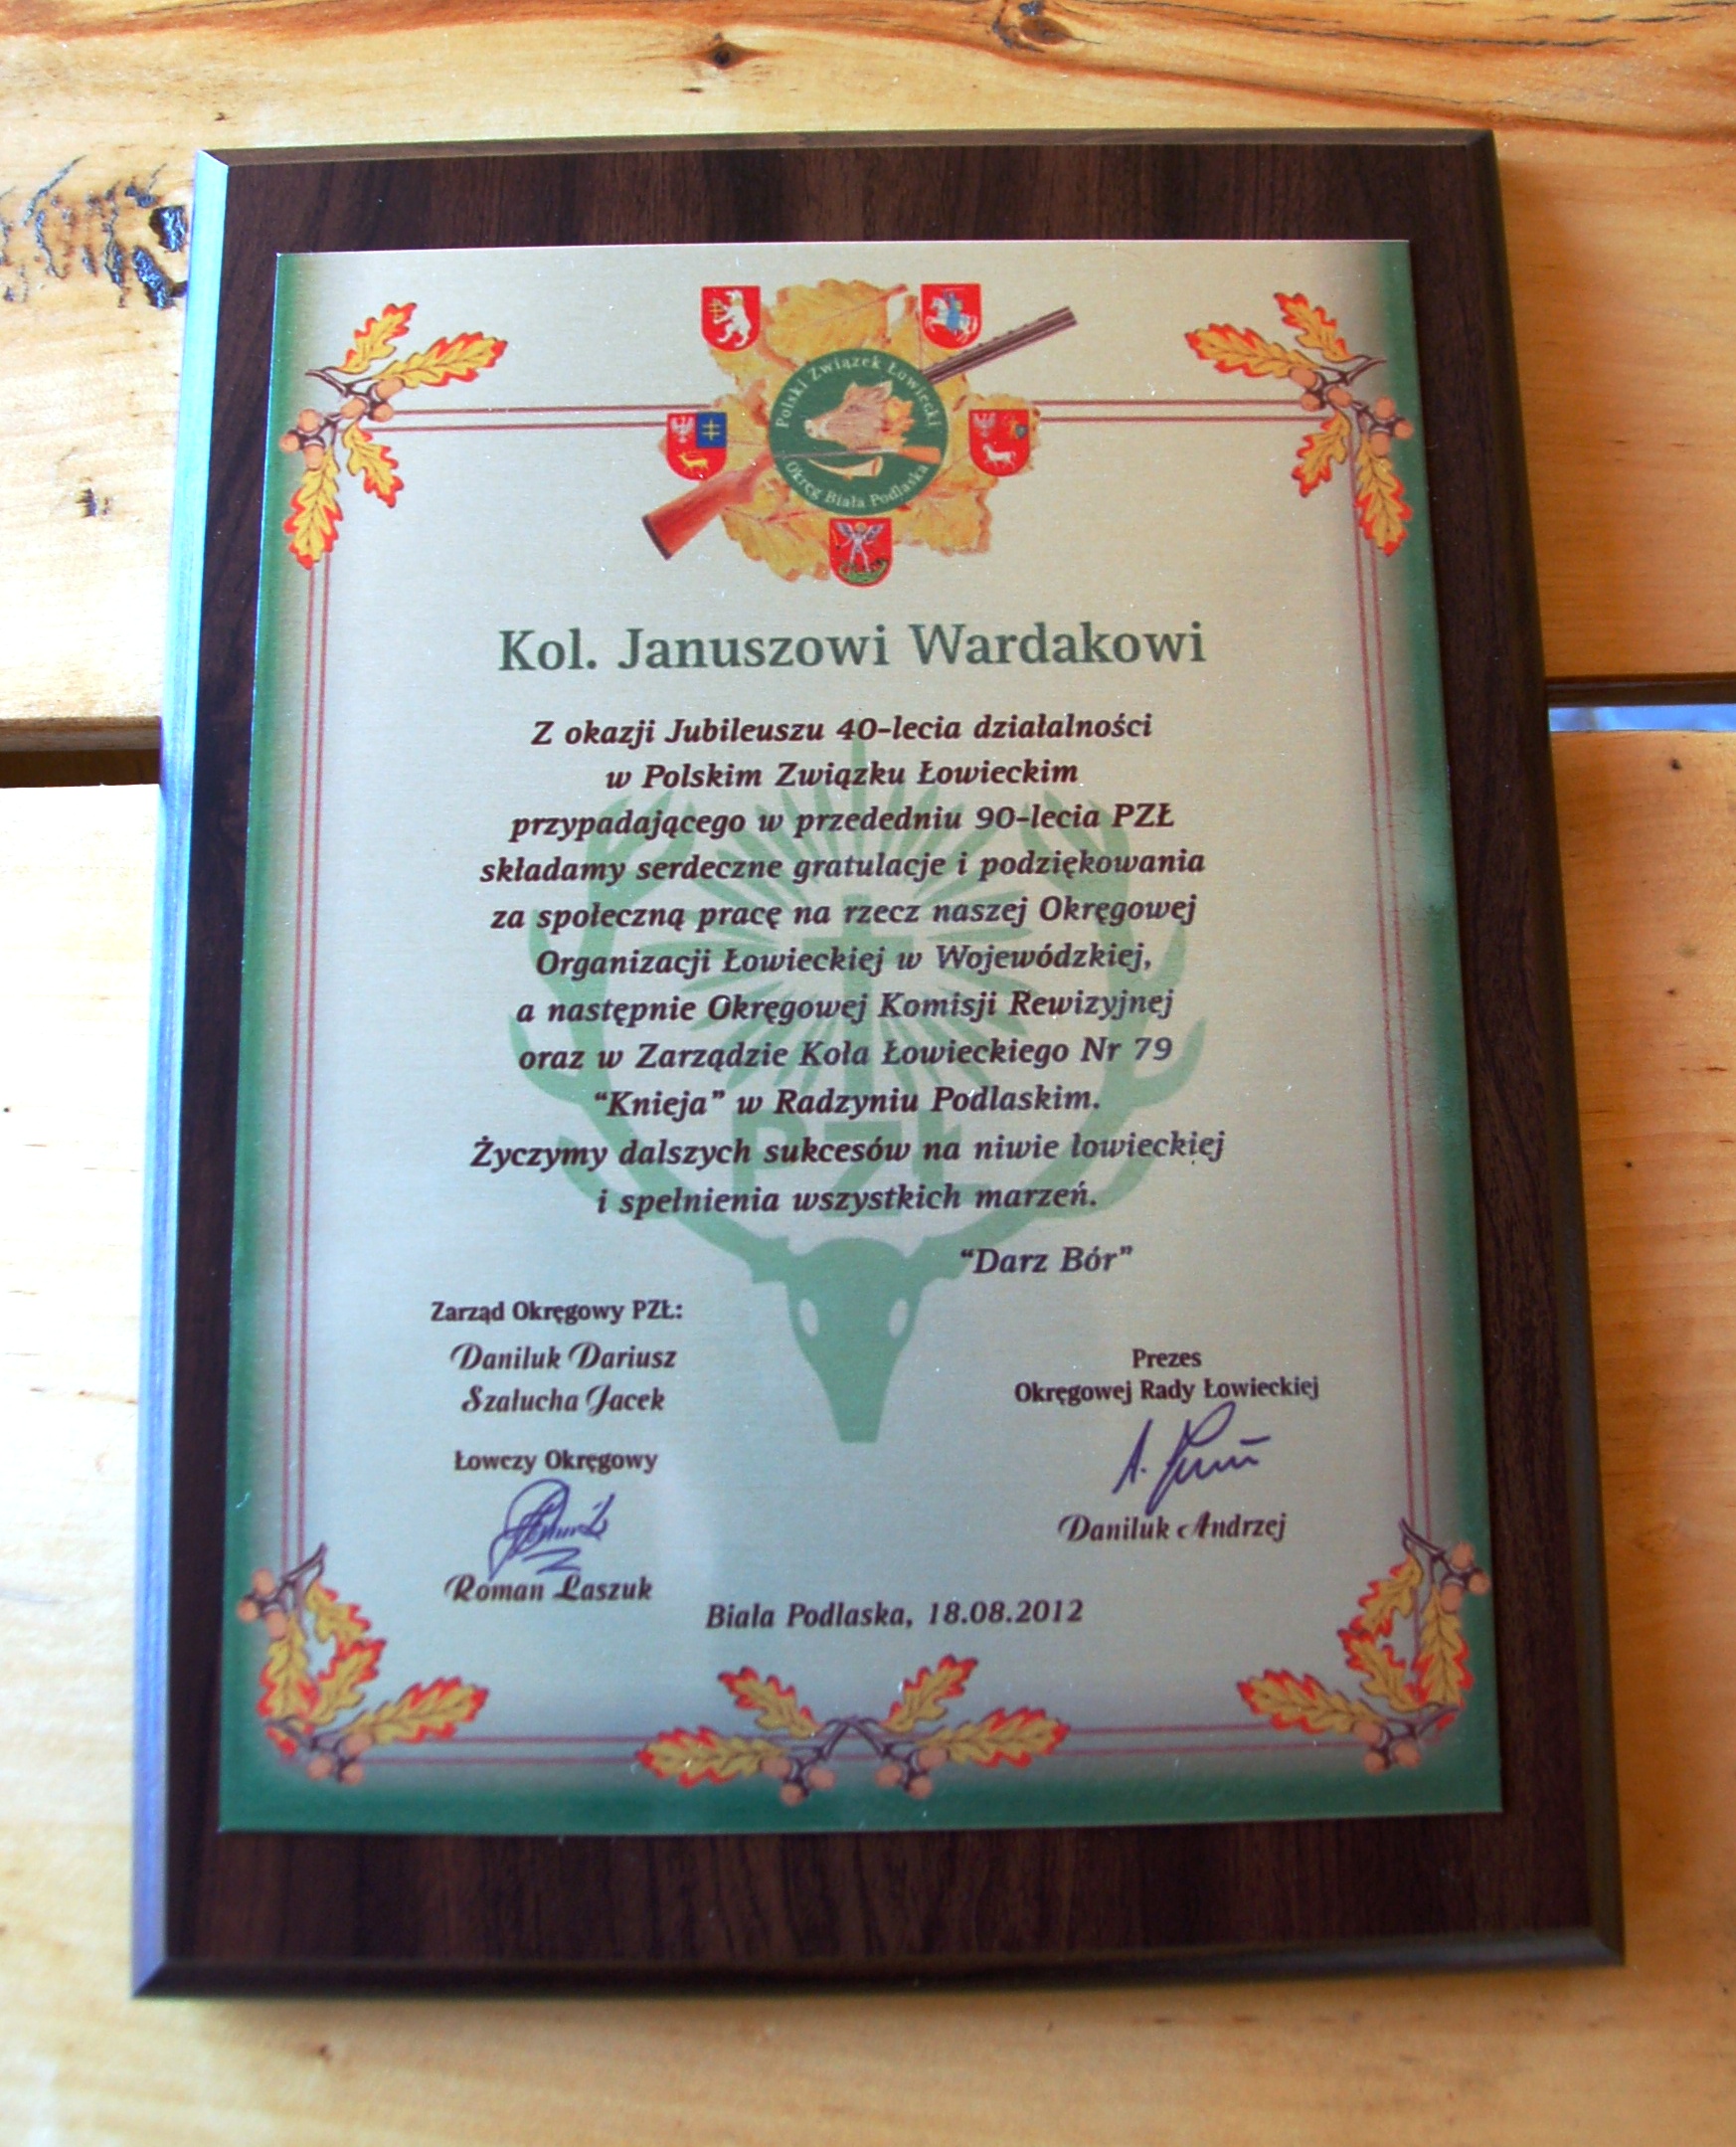 Polski Związek Łowiecki
Okręg Biała Podlaska
Kol. Januszowi Wardakowi
Z okazji Jubileuszu 40-lecia działalności
w Polskim Związku Łowieckim
przypadającego w przededniu 90-lecia PZŁ
składamy serdeczne gratulacje i podziękowania
za społeczną pracę na rzecz naszej Okręgowej
Organizacji Łowieckiej w Wojewódzkiej,
a następnie Okręgowej Komisji Rewizyjnej
oraz w Zarządzie Koła Łowieckiego Nr 79
“Knieja” w Radzyniu Podlaskim.
Życzymy dalszych sukcesów na niwie łowieckiej
i spełnienia wszystkich marzeń.
PZŁ
“Darz Bór”
Zarząd Okręgowy PZŁ:
Daniluk Dariusz
Szałucha Jacek
Łowczy Okręgowy
Roman Laszuk
Prezes
Okręgowej Rady Łowieckiej
Daniluk Andrzej
Biała Podlaska, 18.08.2012